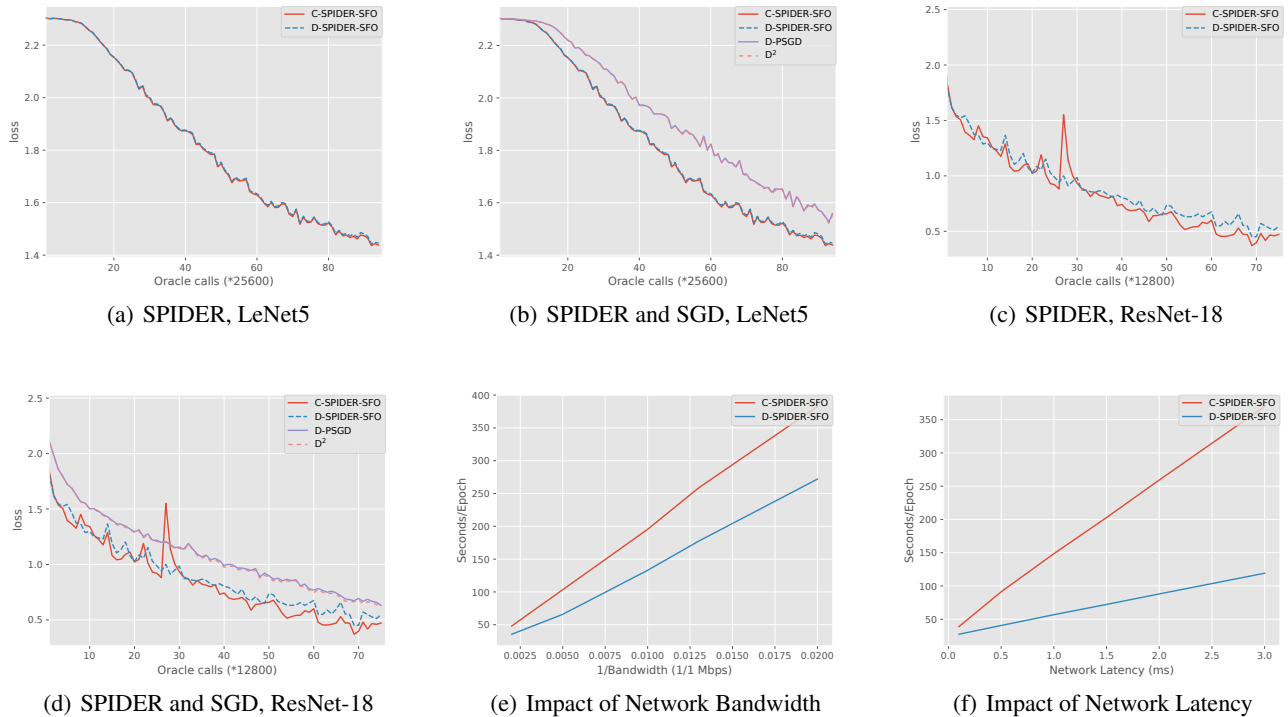 C-SPIDER-SFO
D-SPIDER-SFO
2.2
2.0
1.8
1.6
1.4
loss
20
40
60
80
Oracle calls (*25600)
(a) SPIDER, LeNet5
C-SPIDER-SFO
D-SPIDER-SFO
D-PSGD
D²
2.2
2.0
1.8
1.6
1.4
loss
20
40
60
80
Oracle calls (*25600)
(b) SPIDER and SGD, LeNet5
C-SPIDER-SFO
D-SPIDER-SFO
2.5
2.0
1.5
1.0
0.5
loss
10
20
30
40
50
60
70
Oracle calls (*12800)
(c) SPIDER, ResNet-18
C-SPIDER-SFO
D-SPIDER-SFO
D-PSGD
D²
2.5
2.0
1.5
1.0
0.5
loss
10
20
30
40
50
60
70
Oracle calls (*12800)
(d) SPIDER and SGD, ResNet-18
C-SPIDER-SFO
D-SPIDER-SFO
400
350
300
250
200
150
100
50
Seconds/Epoch
0.0025
0.0050
0.0075
0.0100
0.0125
0.0150
0.0175
0.0200
1/Bandwidth (1/1 Mbps)
(e) Impact of Network Bandwidth
C-SPIDER-SFO
D-SPIDER-SFO
350
300
250
200
150
100
50
Seconds/Epoch
0.0
0.5
1.0
1.5
2.0
2.5
3.0
Network Latency (ms)
(f) Impact of Network Latency